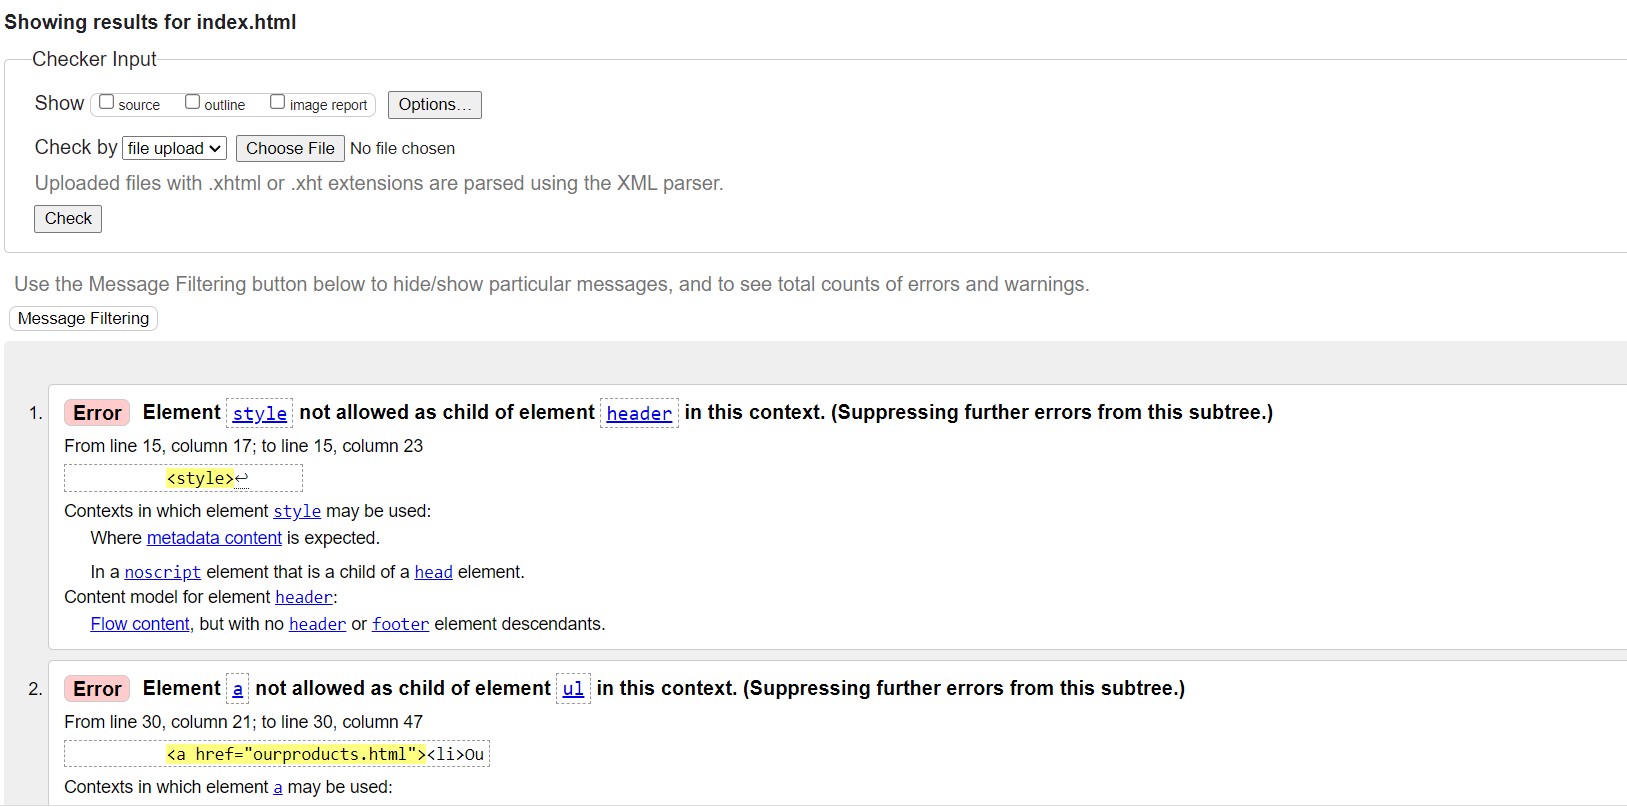 Showing results for index.html
Checker Input
Show source outline image report Options...
Check by file upload Choose File No file chosen
Uploaded files with .xhtml or .xht extensions are parsed using the XML parser.
Check
Use the Message Filtering button below to hide/show particular messages, and to see total counts of errors and warnings.
Message Filtering
1. Error Element style not allowed as child of element header in this context. (Suppressing further errors from this subtree.)
From line 15, column 17; to line 15, column 23
<style>↩
Contexts in which element style may be used:
Where metadata content is expected.
In a noscript element that is a child of a head element.
Content model for element header:
Flow content, but with no header or footer element descendants.
2. Error Element a not allowed as child of element ul in this context. (Suppressing further errors from this subtree.)
From line 30, column 21; to line 30, column 47
<a href="ourproducts.html"><li>Ou
Contexts in which element a may be used: